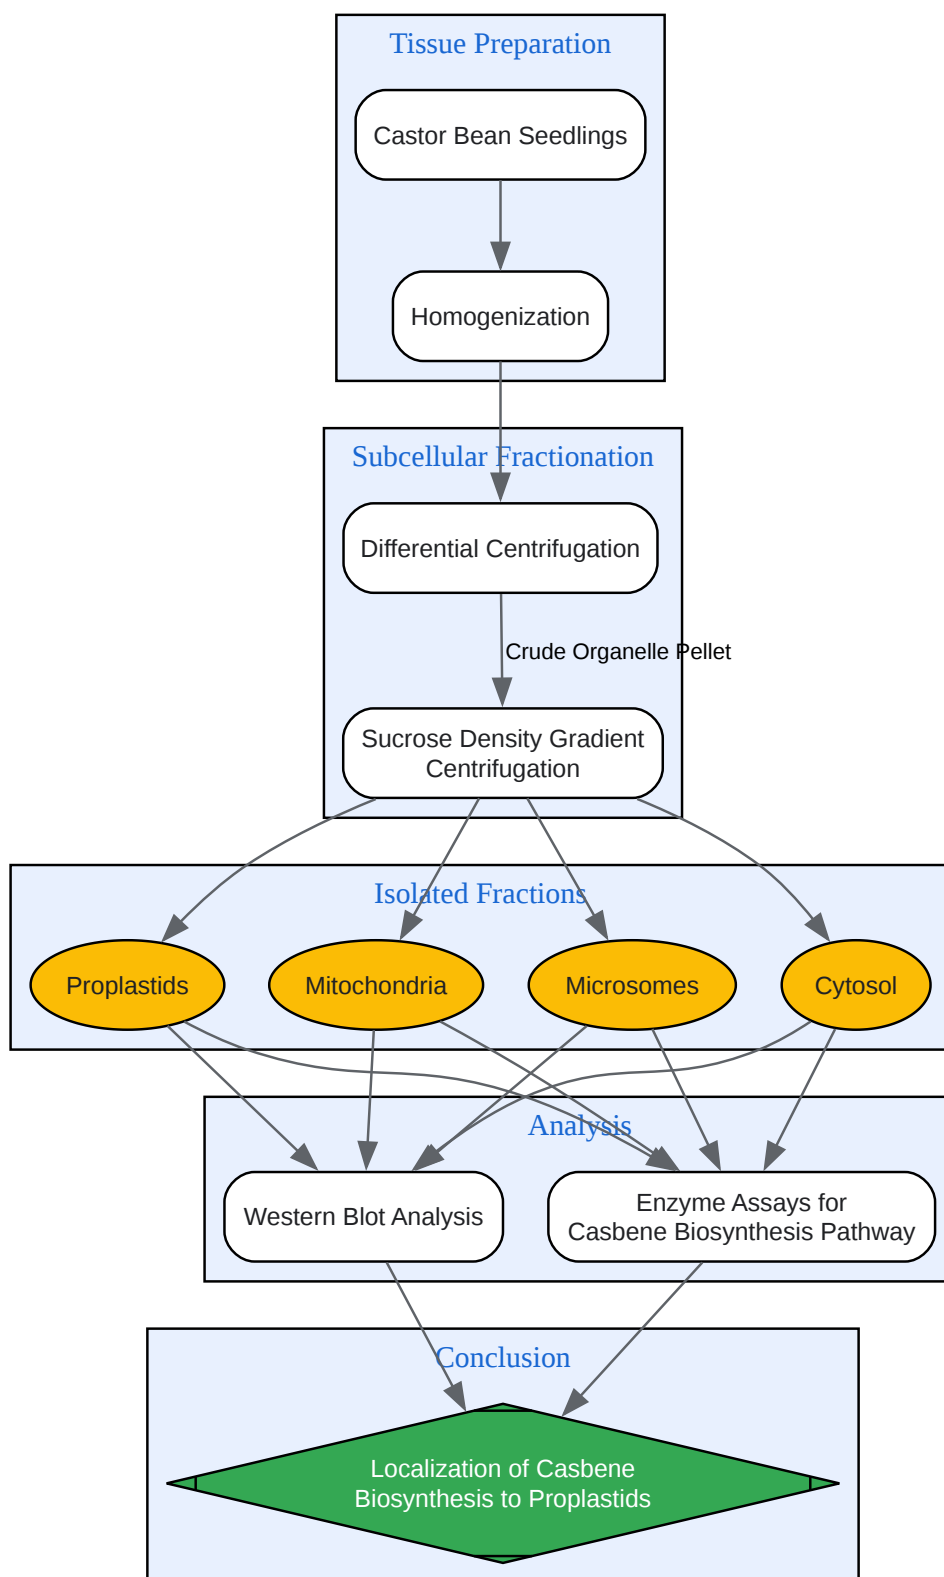 Tissue Preparation
Castor Bean Seedlings
Homogenization
Subcellular Fractionation
Differential Centrifugation
Crude Organelle Pellet
Sucrose Density Gradient
Centrifugation
Isolated Fractions
Proplastids
Mitochondria
Microsomes
Cytosol
Analysis
Western Blot Analysis
Enzyme Assays for
Casbene Biosynthesis Pathway
Conclusion
Localization of Casbene
Biosynthesis to Proplastids